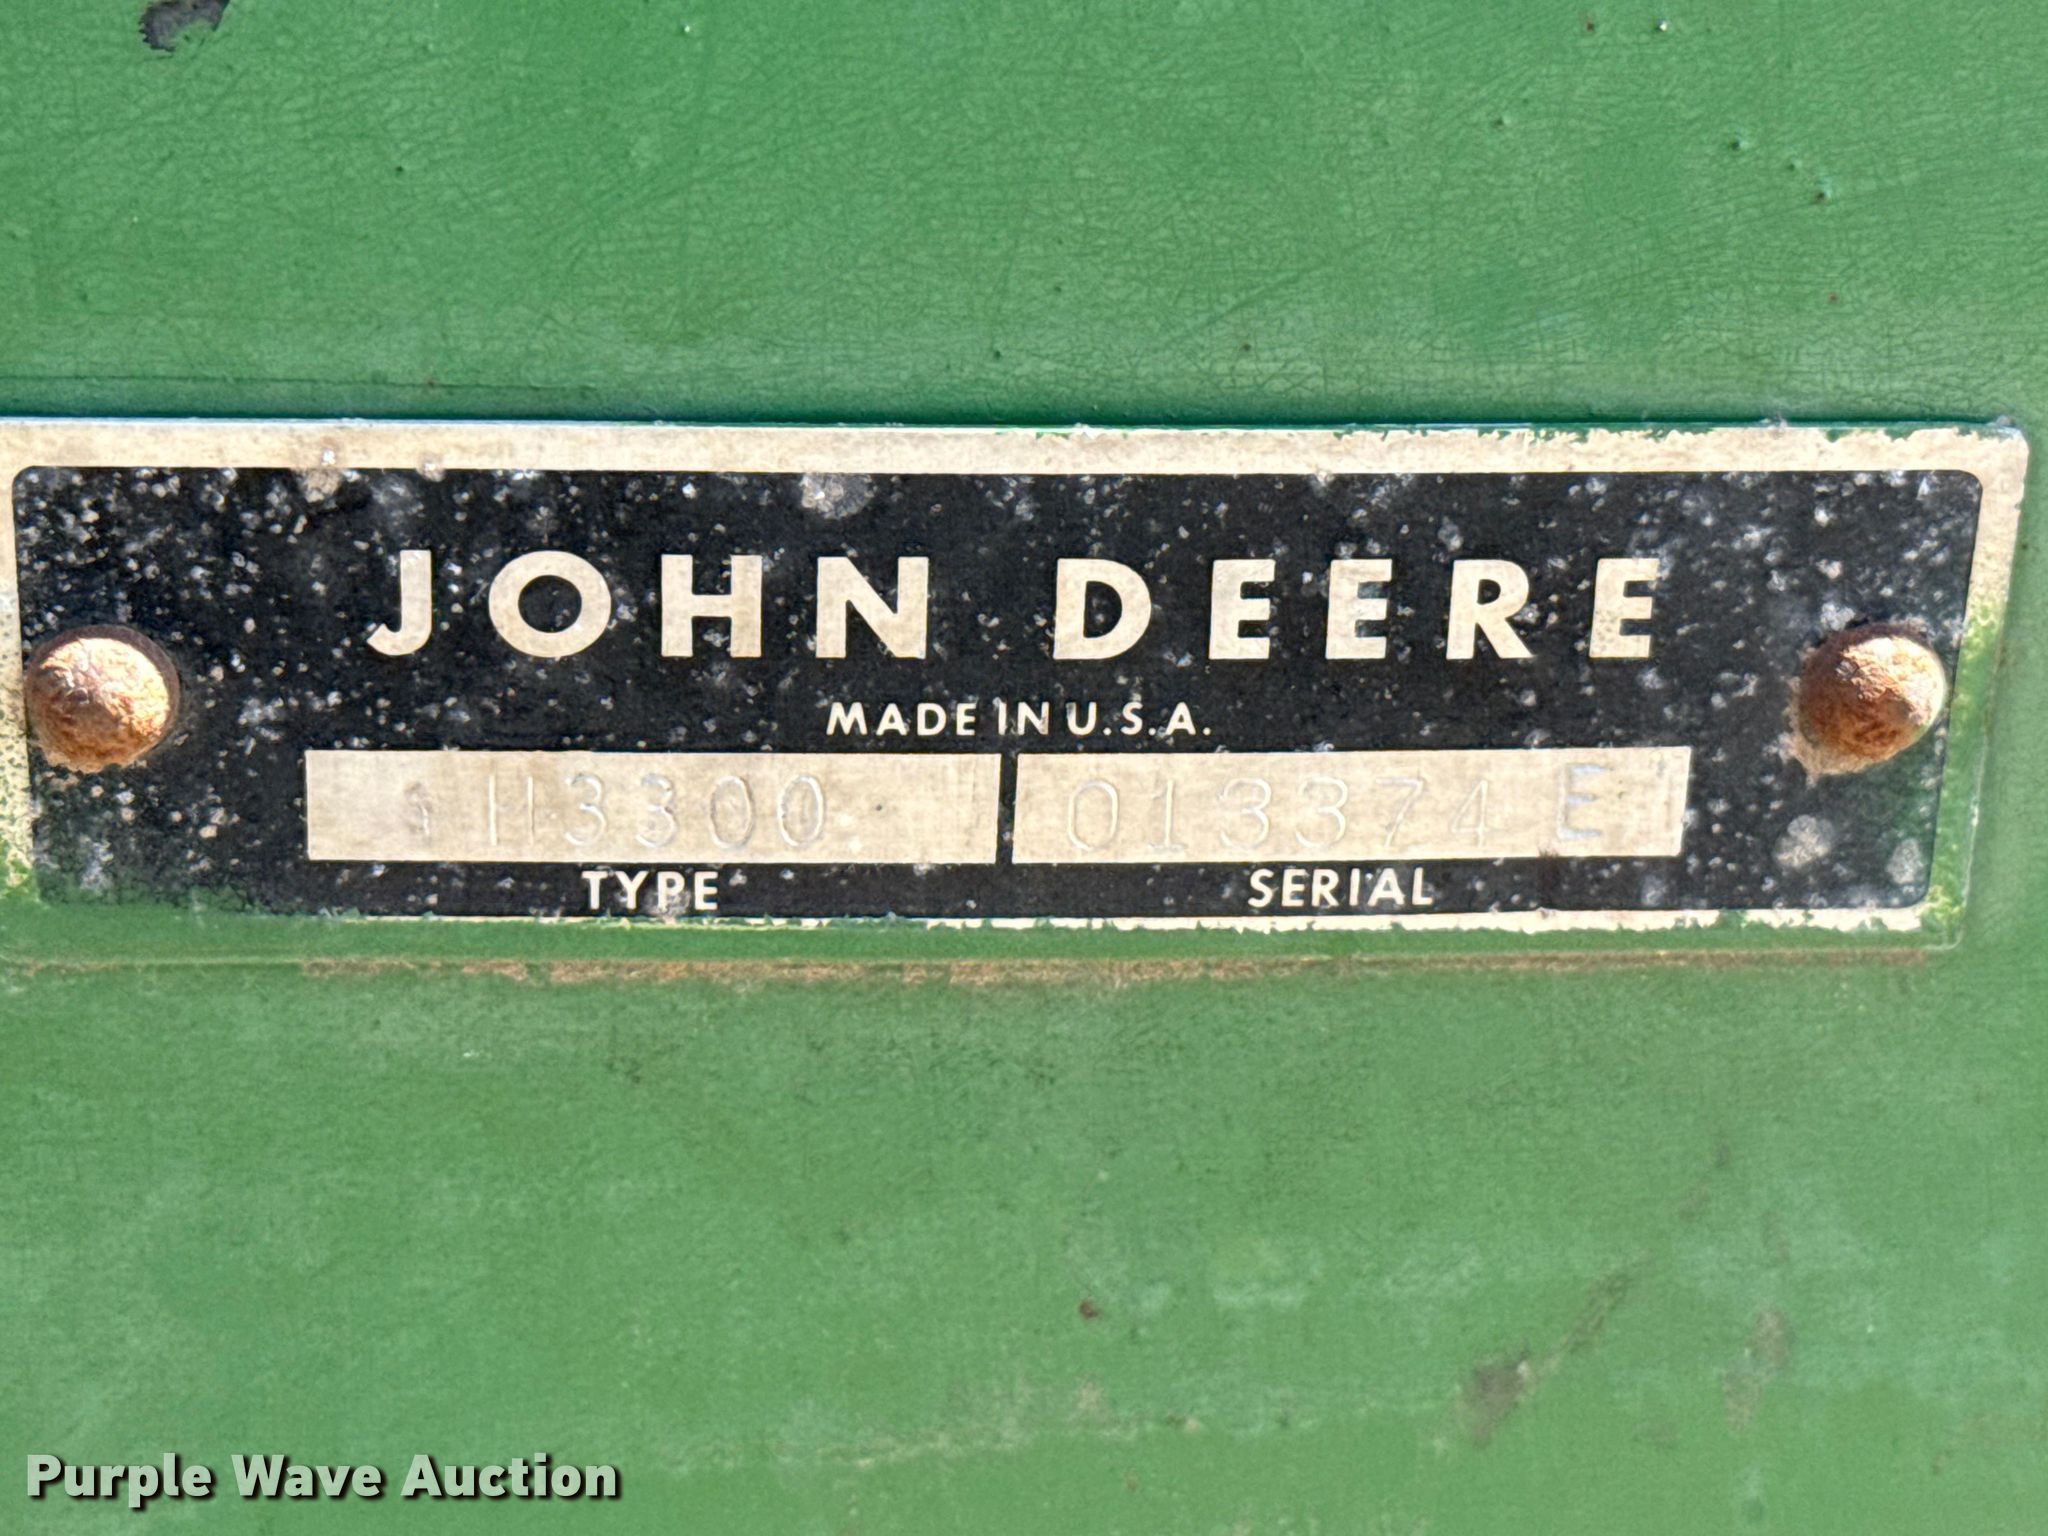 JOHN DEERE
MADE IN U.S.A.
H3300 013374 E
TYPE SERIAL
Purple Wave Auction